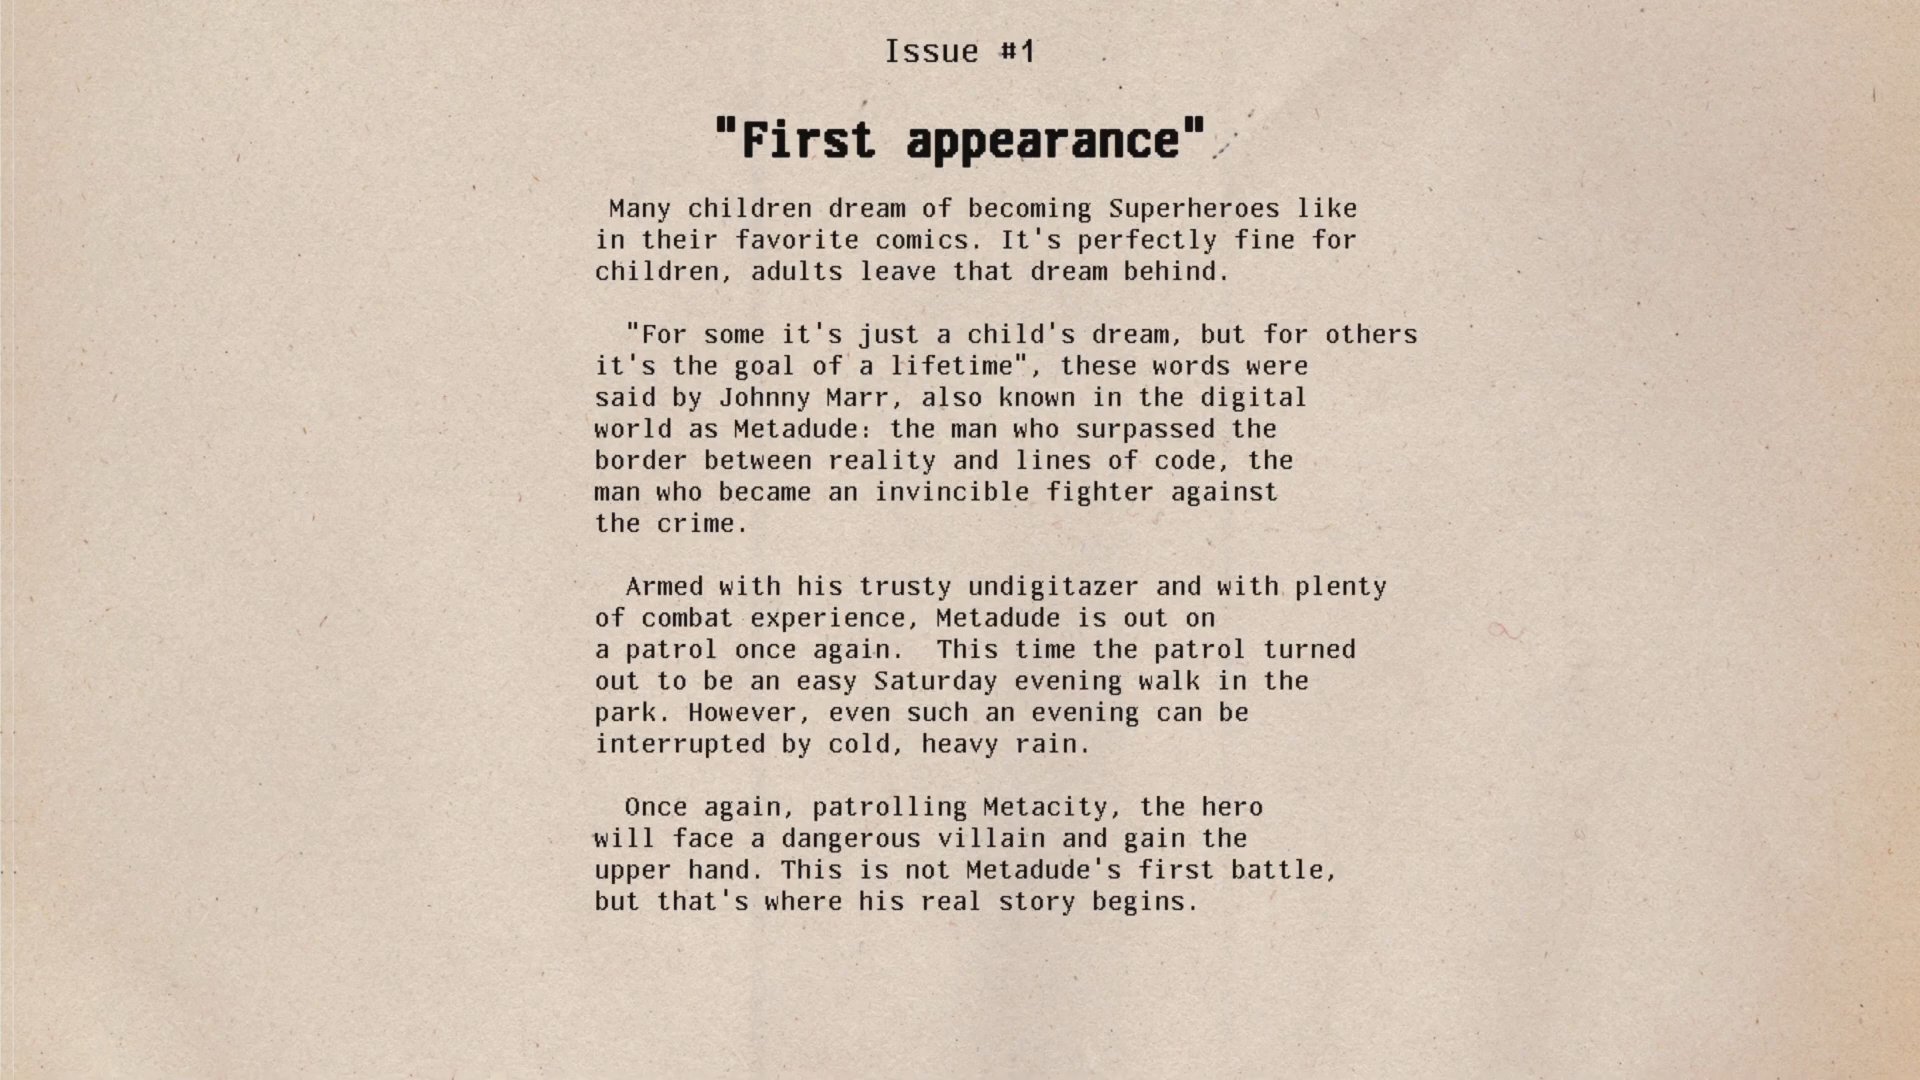 Issue #1
"First appearance"
Many children dream of becoming Superheroes like
in their favorite comics. It's perfectly fine for
children, adults leave that dream behind.
"For some it's just a child's dream, but for others
it's the goal of a lifetime", these words were
said by Johnny Marr, also known in the digital
world as Metadude: the man who surpassed the
border between reality and lines of code, the
man who became an invincible fighter against
the crime.
Armed with his trusty undigitazer and with plenty
of combat experience, Metadude is out on
a patrol once again.  This time the patrol turned
out to be an easy Saturday evening walk in the
park. However, even such an evening can be
interrupted by cold, heavy rain.
Once again, patrolling Metacity, the hero
will face a dangerous villain and gain the
upper hand. This is not Metadude's first battle,
but that's where his real story begins.